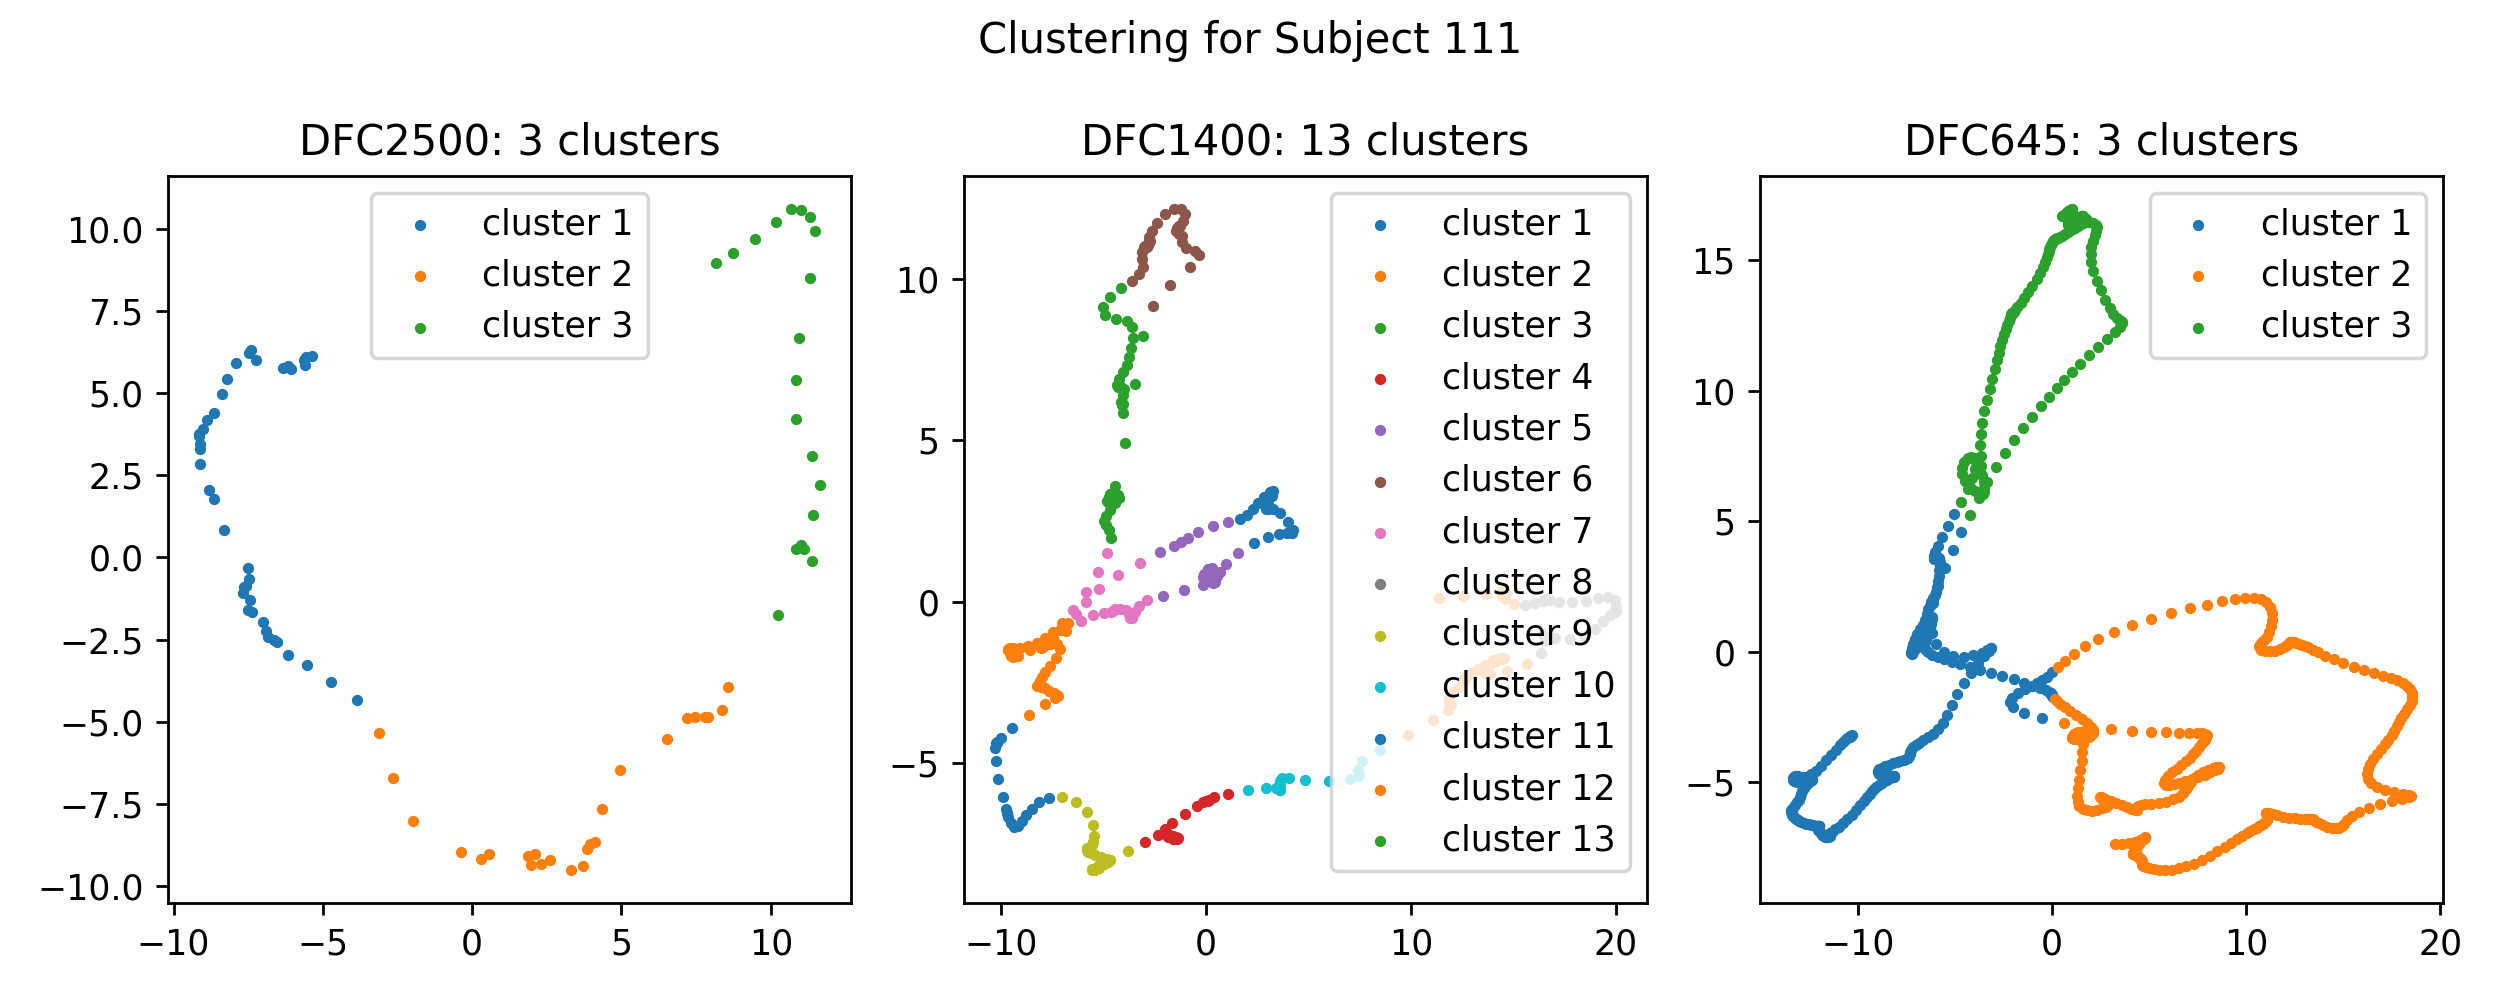 Clustering for Subject 111
DFC2500: 3 clusters
10.0
7.5
5.0
2.5
0.0
−2.5
−5.0
−7.5
−10.0
−10
−5
0
5
10
cluster 1
cluster 2
cluster 3
DFC1400: 13 clusters
10
5
0
−5
−10
0
10
20
cluster 1
cluster 2
cluster 3
cluster 4
cluster 5
cluster 6
cluster 7
cluster 8
cluster 9
cluster 10
cluster 11
cluster 12
cluster 13
DFC645: 3 clusters
15
10
5
0
−5
−10
0
10
20
cluster 1
cluster 2
cluster 3